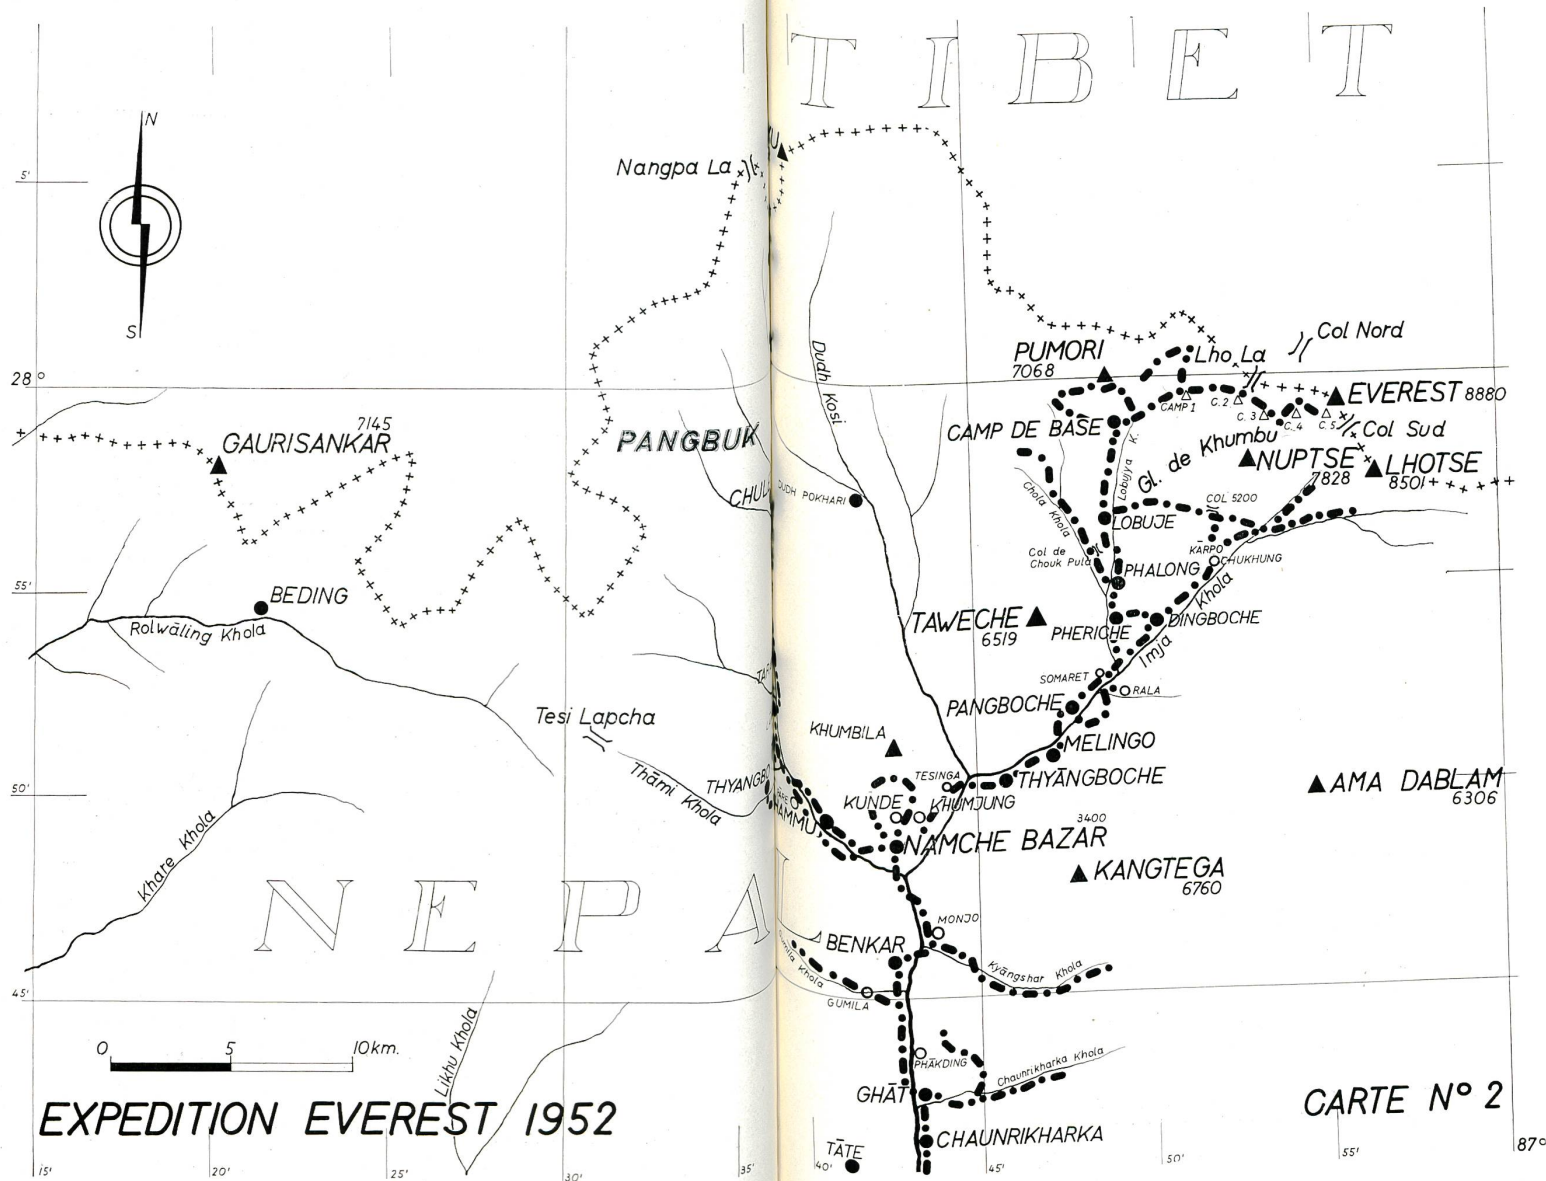 TIBET
N
Nangpa La
5'
S
Col Nord
PUMORI
7068
Lho La
28°
EVEREST 8880
CAMP 1
C. 2
C. 3
C. 4
C. 5
7145
GAURISANKAR
CAMP DE BASE
Col Sud
PANGBUK
Dudh Kosi
Lobujya K.
Gl. de Khumbu
NUPTSE
7828
LHOTSE
8501
DUDH POKHARI
Chola Khola
COL 5200
LOBUJE
Col de
Chouk Pula
KARPO
CHUKHUNG
PHALONG
55'
BEDING
Rolwāling Khola
TAWECHE
6519
PHERICHE
DINGBOCHE
Imja Khola
SOMARET
RALA
PANGBOCHE
Tesi Lapcha
KHUMBILA
MELINGO
Thāmi Khola
TESINGA
THYĀNGBOCHE
AMA DABLAM
6306
50'
KUNDE
KHUMJUNG
3400
NAMCHE BAZAR
Khare Khola
KANGTEGA
6760
NEPAL
MONJO
BENKAR
Kyāngshar Khola
Gumila Khola
GUMILA
45'
0 5 10 km.
Likhu Khola
PHĀKDING
Chaunrikharka Khola
GHĀT
EXPEDITION EVEREST 1952
CARTE N° 2
CHAUNRIKHARKA
TĀTE
15' 20' 25' 30' 35' 40' 45' 50' 55' 87°